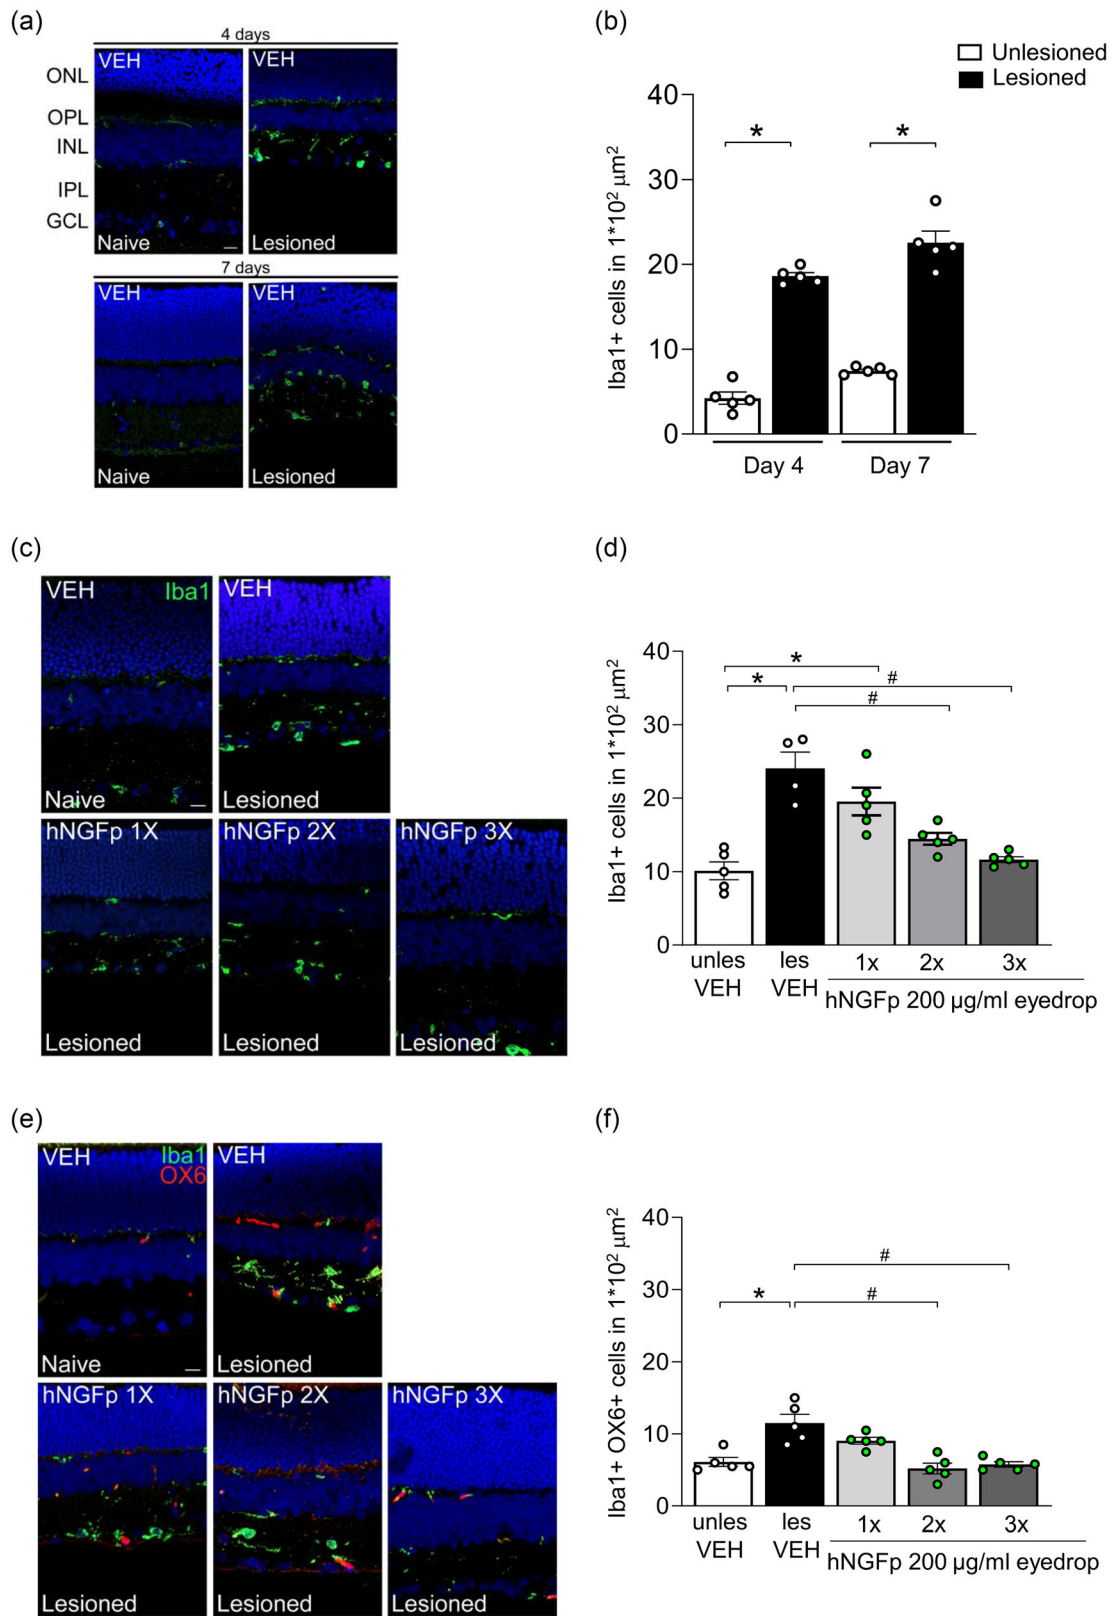 (a)
4 days
VEH
VEH
ONL
OPL
INL
IPL
GCL
Naive
Lesioned
7 days
VEH
VEH
Naive
Lesioned
(b)
Unlesioned
Lesioned
Iba1+ cells in 1*10² µm²
40
30
20
10
0
* *
Day 4 Day 7
(c)
VEH Iba1
VEH
Naive
Lesioned
hNGFp 1X
hNGFp 2X
hNGFp 3X
Lesioned
Lesioned
Lesioned
(d)
Iba1+ cells in 1*10² µm²
40
30
20
10
0
*
*
#
#
unles VEH
les VEH
1x 2x 3x
hNGFp 200 µg/ml eyedrop
(e)
VEH Iba1
OX6
VEH
Naive
Lesioned
hNGFp 1X
hNGFp 2X
hNGFp 3X
Lesioned
Lesioned
Lesioned
(f)
Iba1+ OX6+ cells in 1*10² µm²
40
30
20
10
0
#
*
#
unles VEH
les VEH
1x 2x 3x
hNGFp 200 µg/ml eyedrop